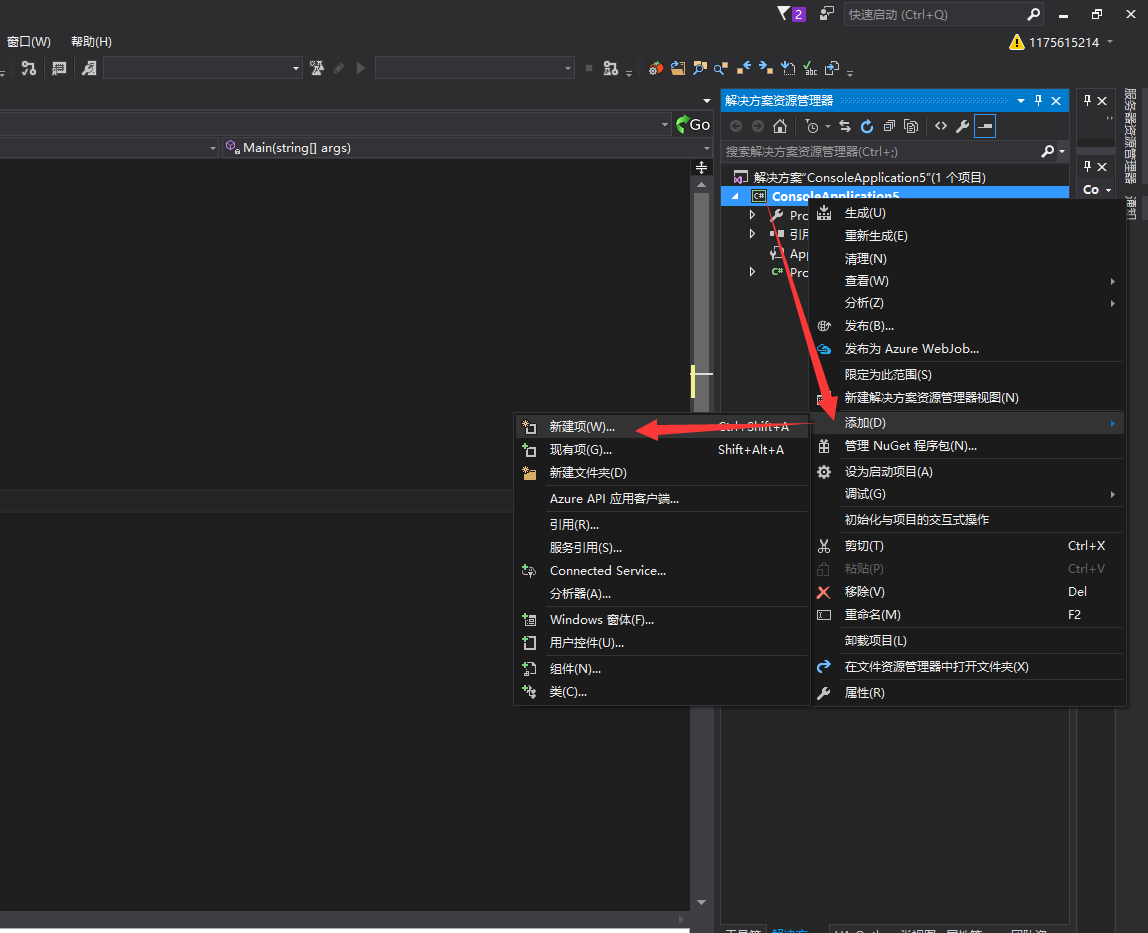 2
快速启动 (Ctrl+Q)
窗口(W) 帮助(H)
1175615214
解决方案资源管理器
Go
搜索解决方案资源管理器(Ctrl+;)
Main(string[] args)
解决方案"ConsoleApplication5"(1 个项目)
C# ConsoleApplication5
Co
服务器资源管理器
通知
Pro
引用
App
C# Pro
生成(U)
重新生成(E)
清理(N)
查看(W)
分析(Z)
发布(B)...
发布为 Azure WebJob...
限定为此范围(S)
新建解决方案资源管理器视图(N)
添加(D)
管理 NuGet 程序包(N)...
设为启动项目(A)
调试(G)
初始化与项目的交互式操作
剪切(T) Ctrl+X
粘贴(P) Ctrl+V
移除(V) Del
重命名(M) F2
卸载项目(L)
在文件资源管理器中打开文件夹(X)
属性(R)
新建项(W)... Ctrl+Shift+A
现有项(G)... Shift+Alt+A
新建文件夹(D)
Azure API 应用客户端...
引用(R)...
服务引用(S)...
Connected Service...
分析器(A)...
Windows 窗体(F)...
用户控件(U)...
组件(N)...
类(C)...